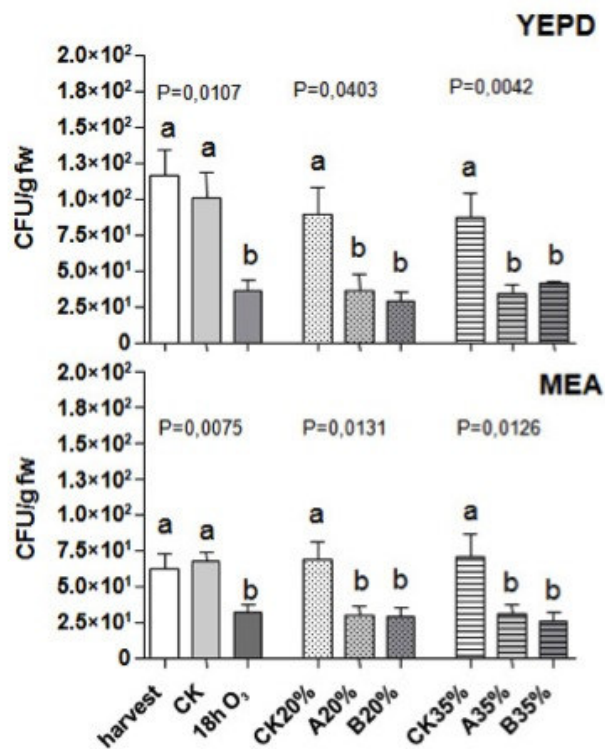 YEPD
2.0×10²
1.8×10²
1.5×10²
1.3×10²
1.0×10²
7.5×10¹
5.0×10¹
2.5×10¹
0
CFU/g fw
P=0,0107 P=0,0403 P=0,0042
a a b a b b a b b
MEA
2.0×10²
1.8×10²
1.5×10²
1.3×10²
1.0×10²
7.5×10¹
5.0×10¹
2.5×10¹
0
CFU/g fw
P=0,0075 P=0,0131 P=0,0126
a a b a b b a b b
harvest CK 18h O₃ CK20% A20% B20% CK35% A35% B35%